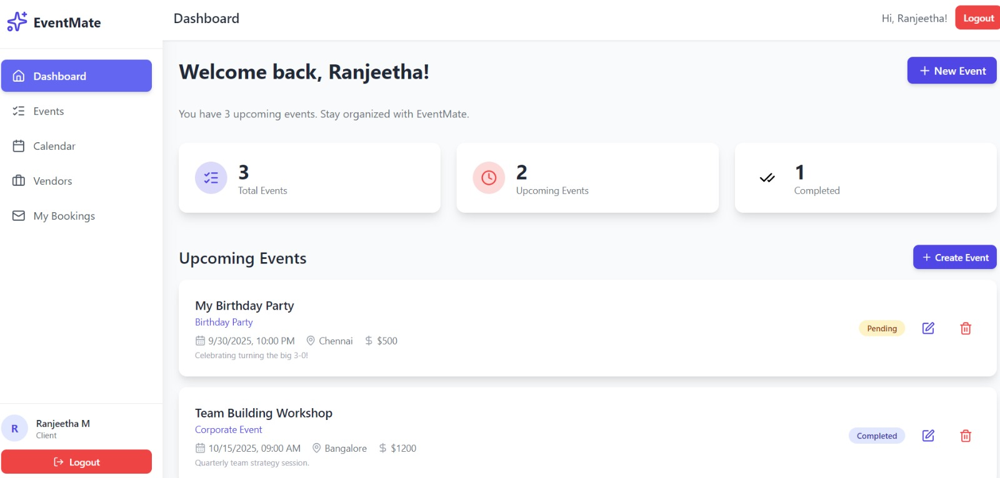 EventMate
Dashboard
Hi, Ranjeetha!
Logout
Dashboard
Events
Calendar
Vendors
My Bookings
Ranjeetha M
R
Client
Logout
Welcome back, Ranjeetha!
+ New Event
You have 3 upcoming events. Stay organized with EventMate.
3
Total Events
2
Upcoming Events
1
Completed
Upcoming Events
+ Create Event
My Birthday Party
Birthday Party
9/30/2025, 10:00 PM Chennai $ $500
Celebrating turning the big 3-0!
Pending
Team Building Workshop
Corporate Event
10/15/2025, 09:00 AM Bangalore $ $1200
Quarterly team strategy session.
Completed